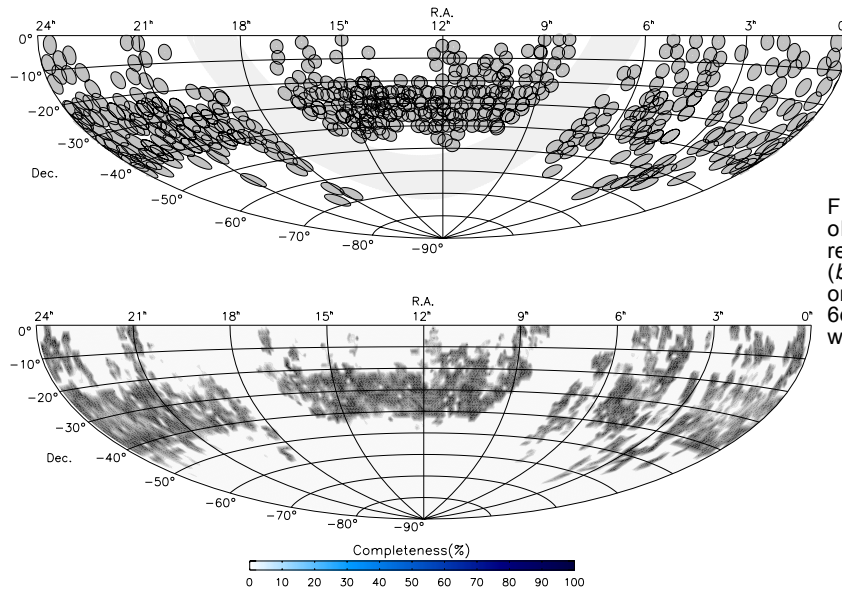 R.A.
24ʰ 21ʰ 18ʰ 15ʰ 12ʰ 9ʰ 6ʰ 3ʰ 0
0°
−10°
−20°
−30°
Dec.
−40°
−50°
−60°
−70°
−80°
−90°
F
re
(b
w
R.A.
24ʰ 21ʰ 18ʰ 15ʰ 12ʰ 9ʰ 6ʰ 3ʰ 0ʰ
0°
−10°
−20°
−30°
Dec.
−40°
−50°
−60°
−70°
−80°
−90°
Completeness(%)
0 10 20 30 40 50 60 70 80 90 100